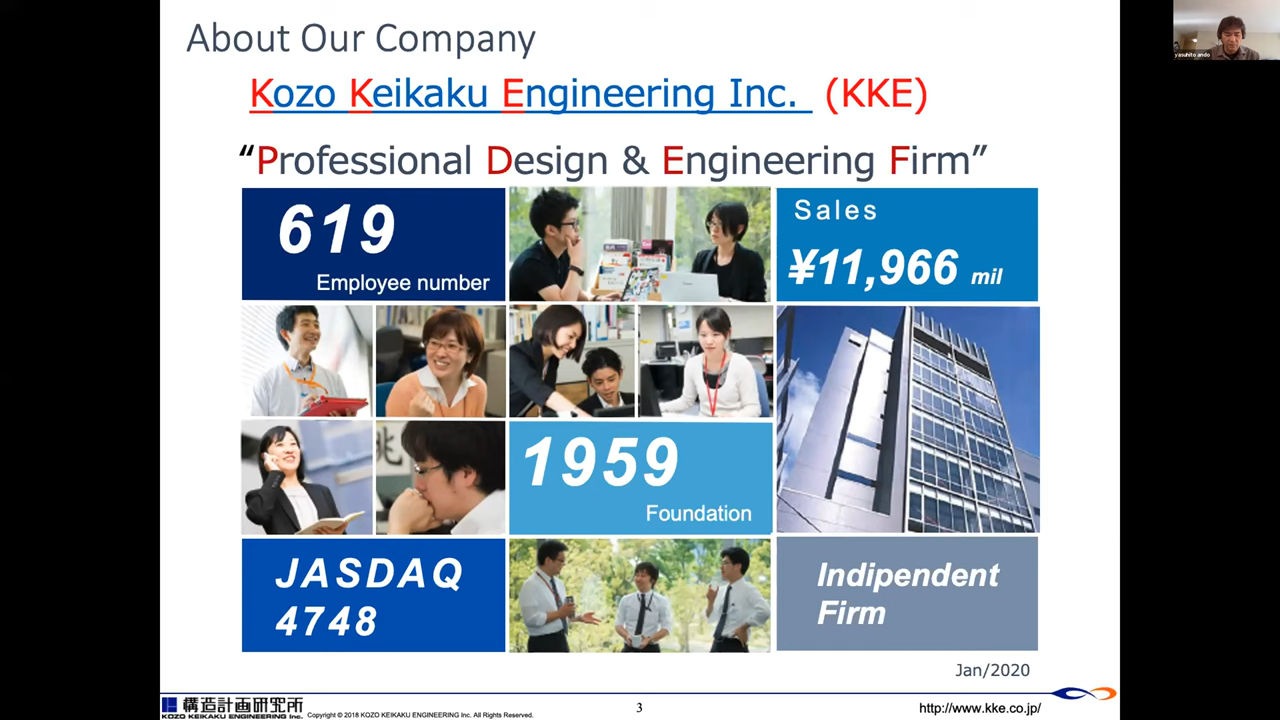 About Our Company
yasuhito ando
Kozo Keikaku Engineering Inc. (KKE)
“Professional Design & Engineering Firm”
619
Employee number
Sales
¥11,966 mil
兆
1959
Foundation
JASDAQ
4748
Indipendent
Firm
Jan/2020
構造計画研究所
KOZO KEIKAKU ENGINEERING Inc.
Copyright © 2018 KOZO KEIKAKU ENGINEERING Inc. All Rights Reserved.
3
http://www.kke.co.jp/